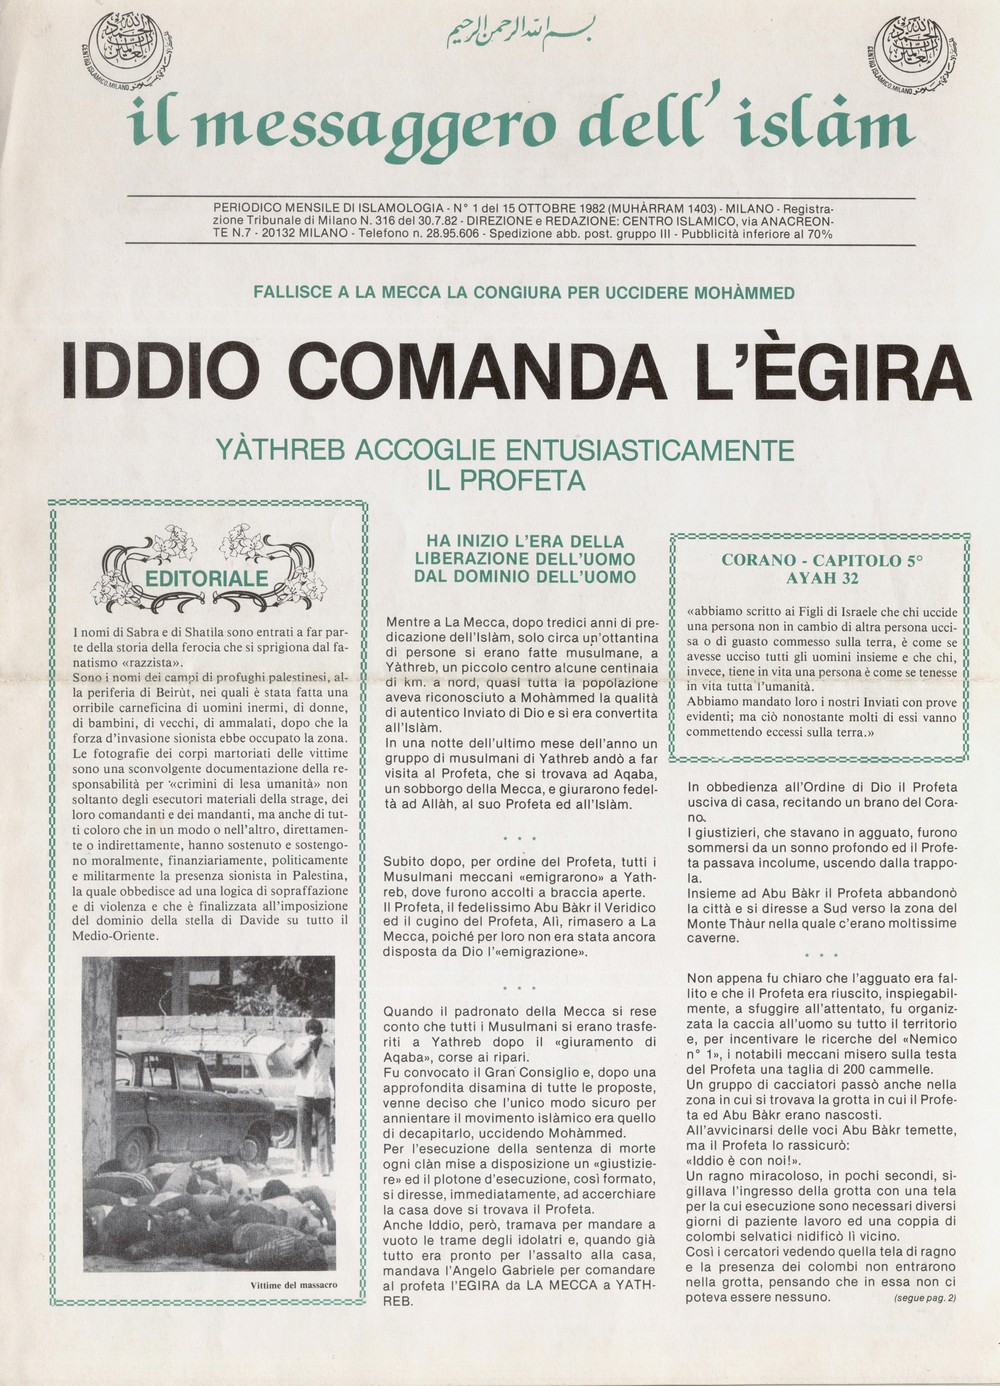 بسم الله الرحمن الرحيم
CENTRO ISLAMICO, MILANO
CENTRO ISLAMICO, MILANO
il messaggero dell'islàm
PERIODICO MENSILE DI ISLAMOLOGIA - N° 1 del 15 OTTOBRE 1982 (MUHÀRRAM 1403) - MILANO - Registra-
zione Tribunale di Milano N. 316 del 30.7.82 - DIREZIONE e REDAZIONE: CENTRO ISLAMICO, via ANACREON-
TE N.7 - 20132 MILANO - Telefono n. 28.95.606 - Spedizione abb. post. gruppo III - Pubblicità inferiore al 70%
FALLISCE A LA MECCA LA CONGIURA PER UCCIDERE MOHÀMMED
IDDIO COMANDA L'ÈGIRA
YÀTHREB ACCOGLIE ENTUSIASTICAMENTE
IL PROFETA
EDITORIALE
I nomi di Sabra e di Shatila sono entrati a far par-
te della storia della ferocia che si sprigiona dal fa-
natismo «razzista».
Sono i nomi dei campi di profughi palestinesi, al-
la periferia di Beirùt, nei quali è stata fatta una
orribile carneficina di uomini inermi, di donne,
di bambini, di vecchi, di ammalati, dopo che la
forza d'invasione sionista ebbe occupato la zona.
Le fotografie dei corpi martoriati delle vittime
sono una sconvolgente documentazione della re-
sponsabilità per «crimini di lesa umanità» non
soltanto degli esecutori materiali della strage, dei
loro comandanti e dei mandanti, ma anche di tut-
ti coloro che in un modo o nell'altro, direttamen-
te o indirettamente, hanno sostenuto e sostengo-
no moralmente, finanziariamente, politicamente
e militarmente la presenza sionista in Palestina,
la quale obbedisce ad una logica di sopraffazione
e di violenza e che è finalizzata all'imposizione
del dominio della stella di Davide su tutto il
Medio-Oriente.
Vittime del massacro
HA INIZIO L'ERA DELLA
LIBERAZIONE DELL'UOMO
DAL DOMINIO DELL'UOMO
Mentre a La Mecca, dopo tredici anni di pre-
dicazione dell'Islàm, solo circa un'ottantina
di persone si erano fatte musulmane, a
Yàthreb, un piccolo centro alcune centinaia
di km. a nord, quasi tutta la popolazione
aveva riconosciuto a Mohàmmed la qualità
di autentico Inviato di Dio e si era convertita
all'Islàm.
In una notte dell'ultimo mese dell'anno un
gruppo di musulmani di Yathreb andò a far
visita al Profeta, che si trovava ad Aqaba,
un sobborgo della Mecca, e giurarono fedel-
tà ad Allàh, al suo Profeta ed all'Islàm.
* * *
Subito dopo, per ordine del Profeta, tutti i
Musulmani meccani «emigrarono» a Yath-
reb, dove furono accolti a braccia aperte.
Il Profeta, il fedelissimo Abu Bàkr il Veridico
ed il cugino del Profeta, Alì, rimasero a La
Mecca, poiché per loro non era stata ancora
disposta da Dio l'«emigrazione».
* * *
Quando il padronato della Mecca si rese
conto che tutti i Musulmani si erano trasfe-
riti a Yathreb dopo il «giuramento di
Aqaba», corse ai ripari.
Fu convocato il Gran Consiglio e, dopo una
approfondita disamina di tutte le proposte,
venne deciso che l'unico modo sicuro per
annientare il movimento islàmico era quello
di decapitarlo, uccidendo Mohàmmed.
Per l'esecuzione della sentenza di morte
ogni clàn mise a disposizione un «giustizie-
re» ed il plotone d'esecuzione, così formato,
si diresse, immediatamente, ad accerchiare
la casa dove si trovava il Profeta.
Anche Iddio, però, tramava per mandare a
vuoto le trame degli idolatri e, quando già
tutto era pronto per l'assalto alla casa,
mandava l'Angelo Gabriele per comandare
al profeta l'EGIRA da LA MECCA a YATH-
REB.
CORANO - CAPITOLO 5°
AYAH 32
«abbiamo scritto ai Figli di Israele che chi uccide
una persona non in cambio di altra persona ucci-
sa o di guasto commesso sulla terra, è come se
avesse ucciso tutti gli uomini insieme e che chi,
invece, tiene in vita una persona è come se tenesse
in vita tutta l'umanità.
Abbiamo mandato loro i nostri Inviati con prove
evidenti; ma ciò nonostante molti di essi vanno
commettendo eccessi sulla terra.»
In obbedienza all'Ordine di Dio il Profeta
usciva di casa, recitando un brano del Cora-
no.
I giustizieri, che stavano in agguato, furono
sommersi da un sonno profondo ed il Profe-
ta passava incolume, uscendo dalla trappo-
la.
Insieme ad Abu Bàkr il Profeta abbandonò
la città e si diresse a Sud verso la zona del
Monte Thàur nella quale c'erano moltissime
caverne.
* * *
Non appena fu chiaro che l'agguato era fal-
lito e che il Profeta era riuscito, inspiegabil-
mente, a sfuggire all'attentato, fu organiz-
zata la caccia all'uomo su tutto il territorio
e, per incentivare le ricerche del «Nemico
n° 1», i notabili meccani misero sulla testa
del Profeta una taglia di 200 cammelle.
Un gruppo di cacciatori passò anche nella
zona in cui si trovava la grotta in cui il Profe-
ta ed Abu Bàkr erano nascosti.
All'avvicinarsi delle voci Abu Bàkr temette,
ma il Profeta lo rassicurò:
«Iddio è con noi!».
Un ragno miracoloso, in pochi secondi, si-
gillava l'ingresso della grotta con una tela
per la cui esecuzione sono necessari diversi
giorni di paziente lavoro ed una coppia di
colombi selvatici nidificò lì vicino.
Così i cercatori vedendo quella tela di ragno
e la presenza dei colombi non entrarono
nella grotta, pensando che in essa non ci
poteva essere nessuno.
(segue pag. 2)